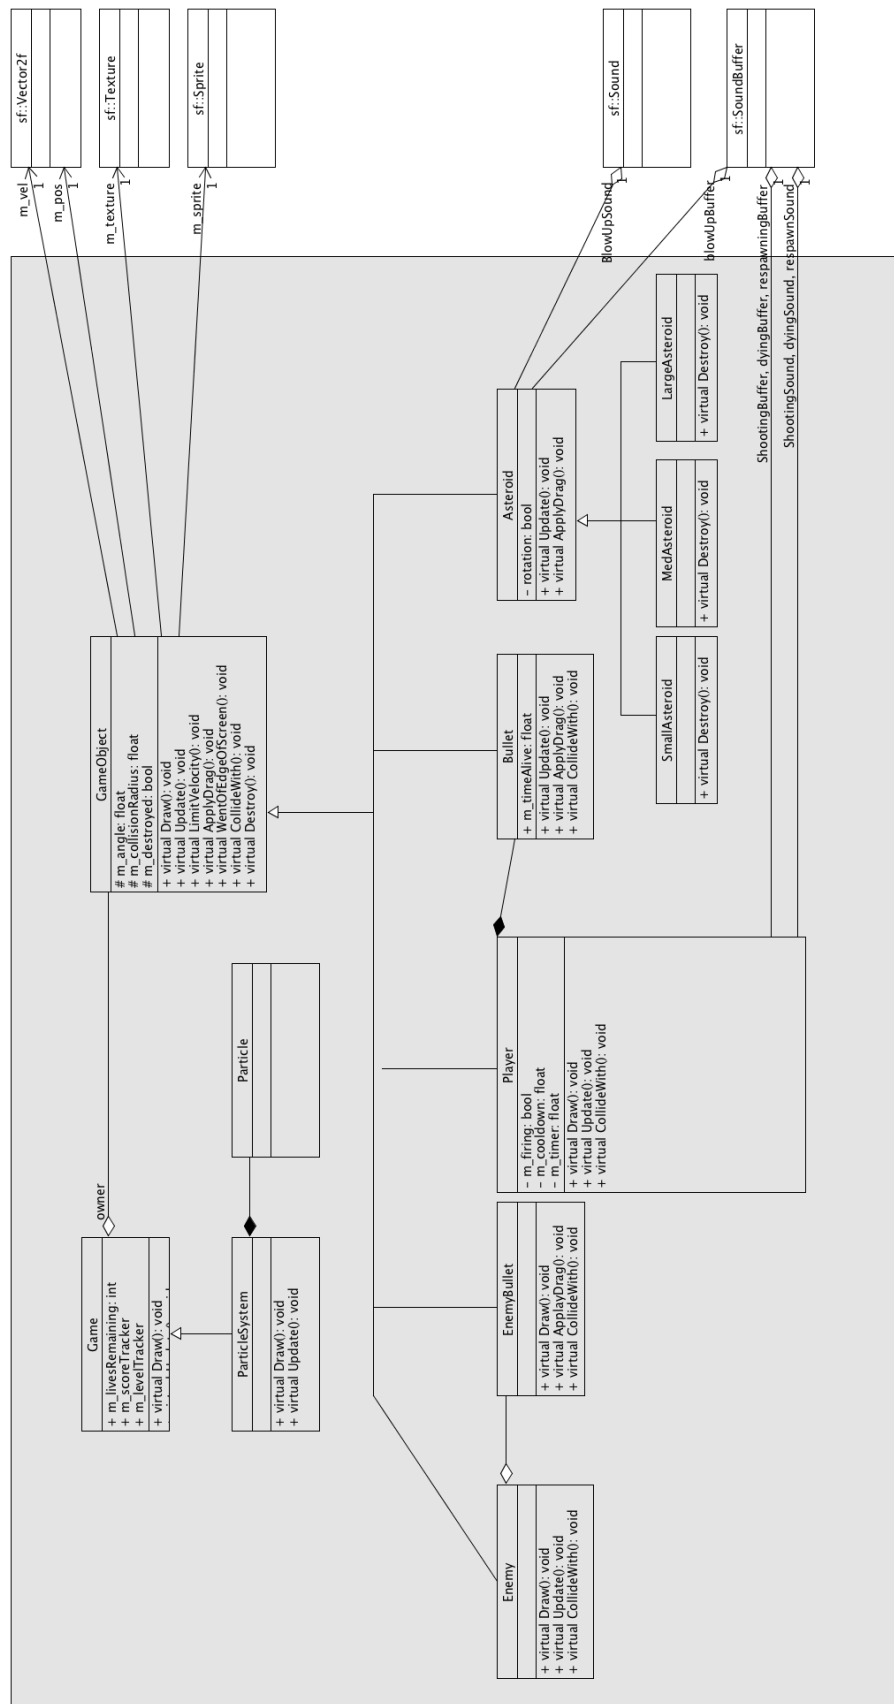 Game
+ m_livesRemaining: int
+ m_scoreTracker
+ m_levelTracker
+ virtual Draw(): void
owner
GameObject
# m_angle: float
# m_collisionRadius: float
# m_destroyed: bool
+ virtual Draw(): void
+ virtual Update(): void
+ virtual LimitVelocity(): void
+ virtual ApplyDrag(): void
+ virtual WentOfEdgeOfScreen(): void
+ virtual CollideWith(): void
+ virtual Destroy(): void
m_vel
1
m_pos
1
sf::Vector2f
m_texture
1
sf::Texture
m_sprite
1
sf::Sprite
ParticleSystem
+ virtual Draw(): void
+ virtual Update(): void
Particle
Enemy
+ virtual Draw(): void
+ virtual Update(): void
+ virtual CollideWith(): void
EnemyBullet
+ virtual Draw(): void
+ virtual ApplayDrag(): void
+ virtual CollideWith(): void
Player
- m_firing: bool
- m_cooldown: float
- m_timer: float
+ virtual Draw(): void
+ virtual Update(): void
+ virtual CollideWith(): void
Bullet
+ m_timeAlive: float
+ virtual Update(): void
+ virtual ApplyDrag(): void
+ virtual CollideWith(): void
Asteroid
- rotation: bool
+ virtual Update(): void
+ virtual ApplyDrag(): void
BlowUpSound
1
sf::Sound
SmallAsteroid
+ virtual Destroy(): void
MedAsteroid
+ virtual Destroy(): void
LargeAsteroid
+ virtual Destroy(): void
blowUpBuffer
1
sf::SoundBuffer
ShootingBuffer, dyingBuffer, respawningBuffer
1
ShootingSound, dyingSound, respawnSound
1